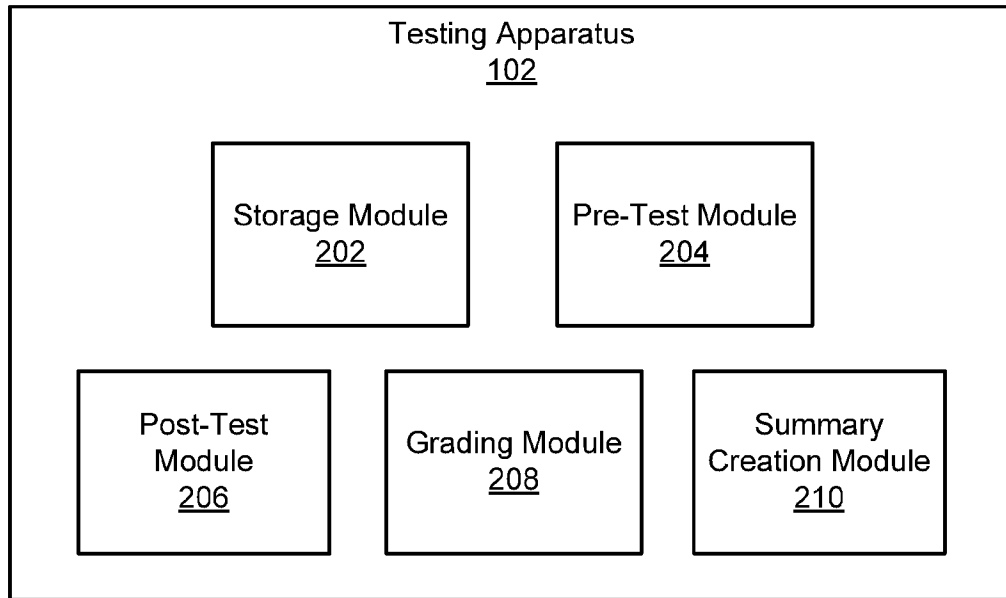 Testing Apparatus
102
Storage Module
202
Pre-Test Module
204
Post-Test
Module
206
Grading Module
208
Summary
Creation Module
210